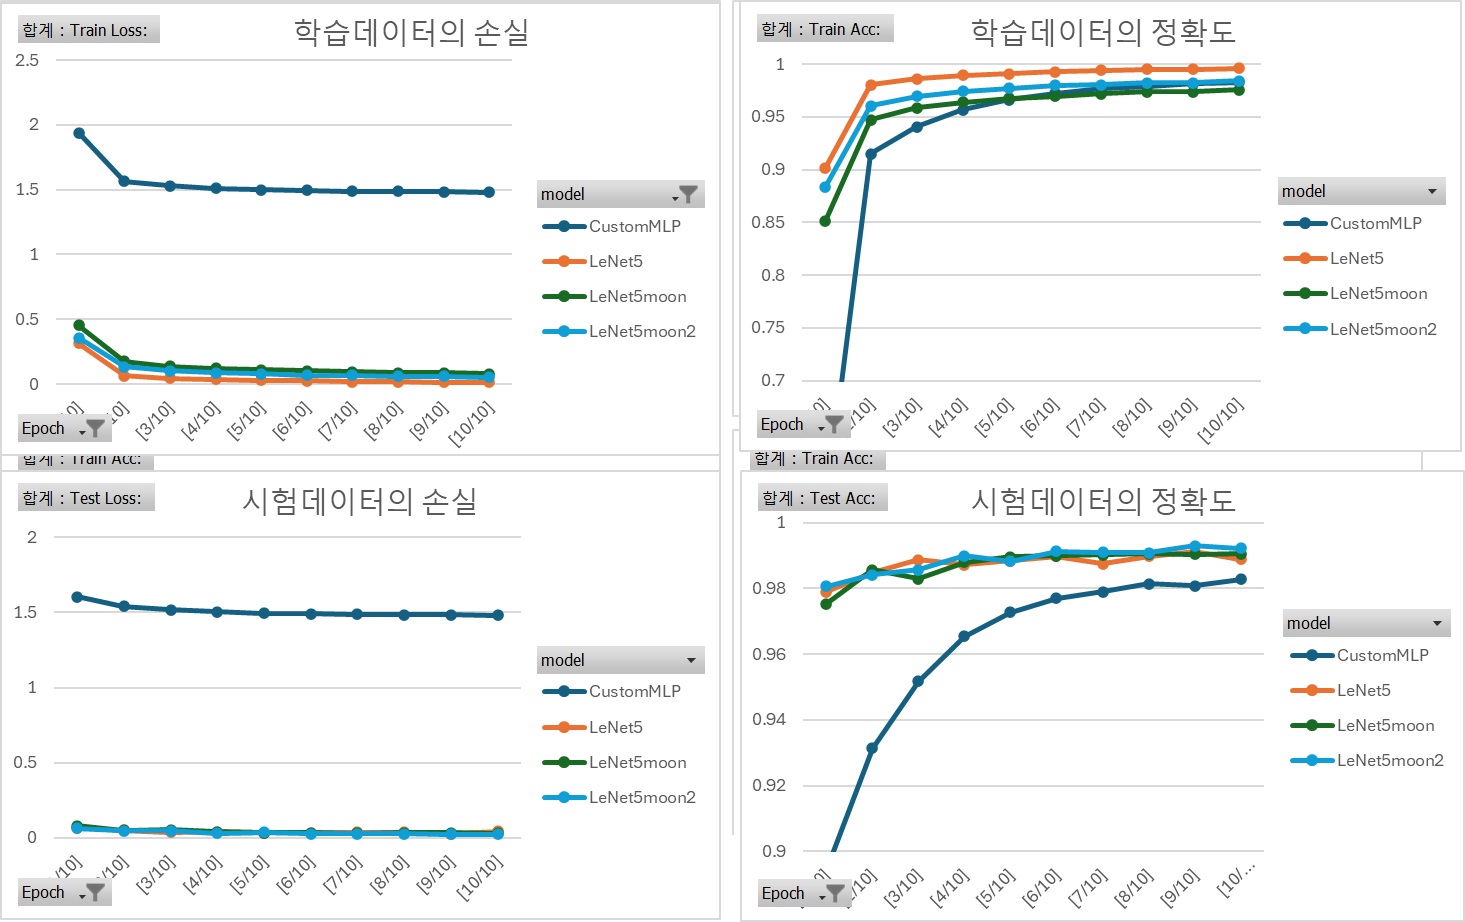 합계 : Train Loss:
학습데이터의 손실
2.5
2
1.5
1
0.5
0
[3/10]
[4/10]
[5/10]
[6/10]
[7/10]
[8/10]
[9/10]
[10/10]
Epoch
model
CustomMLP
LeNet5
LeNet5moon
LeNet5moon2
합계 : Train Acc:
학습데이터의 정확도
1
0.95
0.9
0.85
0.8
0.75
0.7
[3/10]
[4/10]
[5/10]
[6/10]
[7/10]
[8/10]
[9/10]
[10/10]
Epoch
model
CustomMLP
LeNet5
LeNet5moon
LeNet5moon2
합계 : Train Acc:
합계 : Train Acc:
합계 : Test Loss:
시험데이터의 손실
2
1.5
1
0.5
0
[3/10]
[4/10]
[5/10]
[6/10]
[7/10]
[8/10]
[9/10]
[10/10]
Epoch
model
CustomMLP
LeNet5
LeNet5moon
LeNet5moon2
합계 : Test Acc:
시험데이터의 정확도
1
0.98
0.96
0.94
0.92
0.9
[3/10]
[4/10]
[5/10]
[6/10]
[7/10]
[8/10]
[9/10]
[10/...
Epoch
model
CustomMLP
LeNet5
LeNet5moon
LeNet5moon2